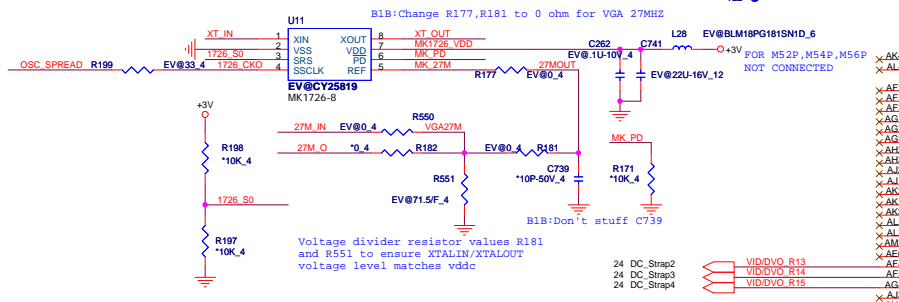 B1B:Change R177,R181 to 0 ohm for VGA 27MHZ
U11
XT_IN 1 XIN XOUT 8 XT_OUT
2 VSS VDD 7 MK1726_VDD
1726_S0 3 SRS PD 6 MK_PD
1726_CKO 4 SSCLK REF 5 MK_27M
EV@CY25819
MK1726-8
OSC_SPREAD R199 EV@33_4
R177 EV@0_4 27MOUT
C262 EV@.1U-10V_4
C741 EV@22U-16V_12
L28 EV@BLM18PG181SN1D_6
+3V
FOR M52P,M54P,M56P
NOT CONNECTED
+3V
R198
*10K_4
1726_S0
R197
*10K_4
27M_IN EV@0_4 R550 VGA27M
27M_O *0_4 R182 EV@0_4 R181
R551
EV@71.5/F_4
C739
*10P-50V_4
MK_PD
R171
*10K_4
B1B:Don't stuff C739
Voltage divider resistor values R181
and R551 to ensure XTALIN/XTALOUT
voltage level matches vddc
24 DC_Strap2 VID/DVO_R13
24 DC_Strap3 VID/DVO_R14
24 DC_Strap4 VID/DVO_R15